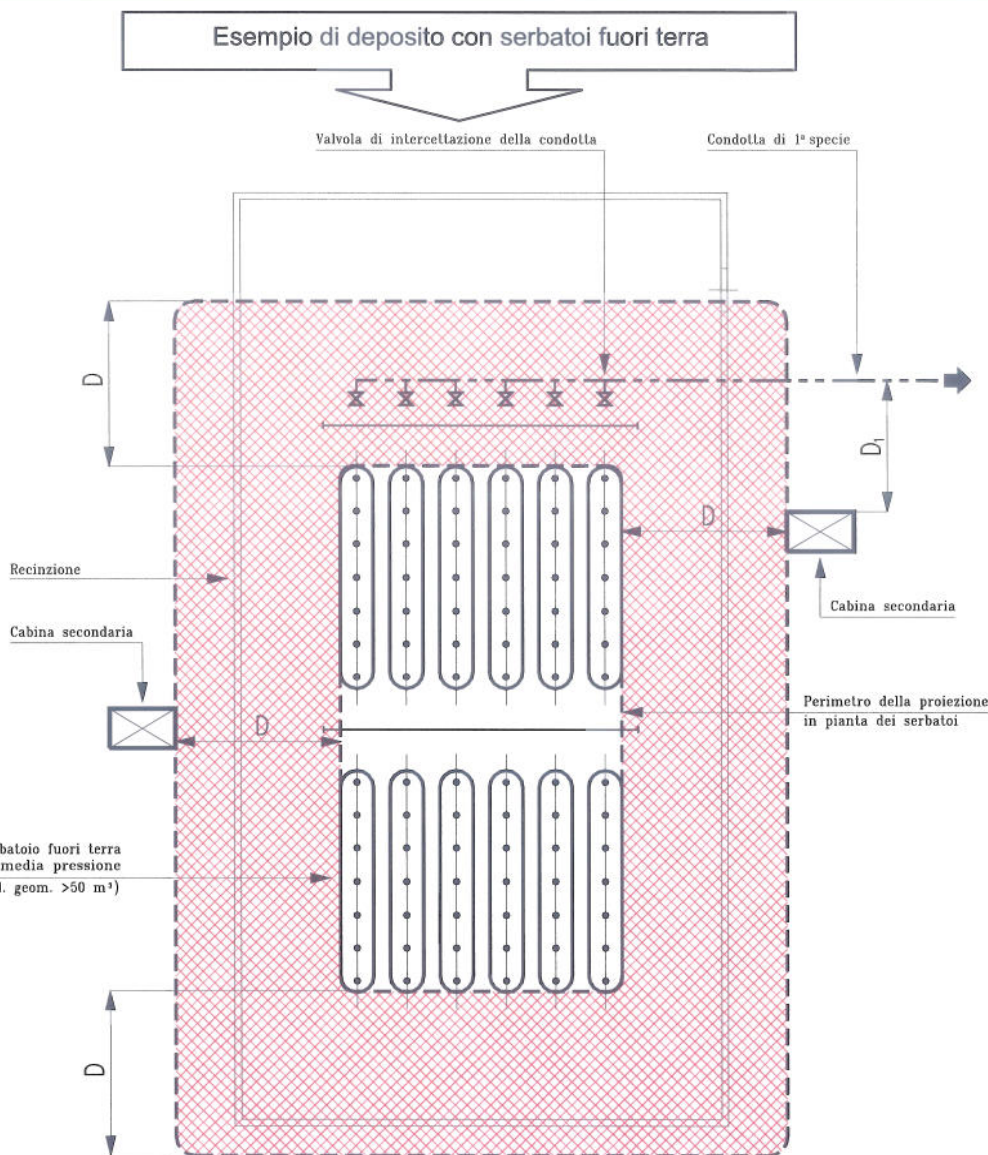 Esempio di deposito con serbatoi fuori terra
Valvola di intercettazione della condotta
Condotta di 1ª specie
D
D₁
D
Recinzione
Cabina secondaria
Cabina secondaria
D
Perimetro della proiezione
in pianta dei serbatoi
batoio fuori terra
media pressione
l. geom. >50 m³)
D